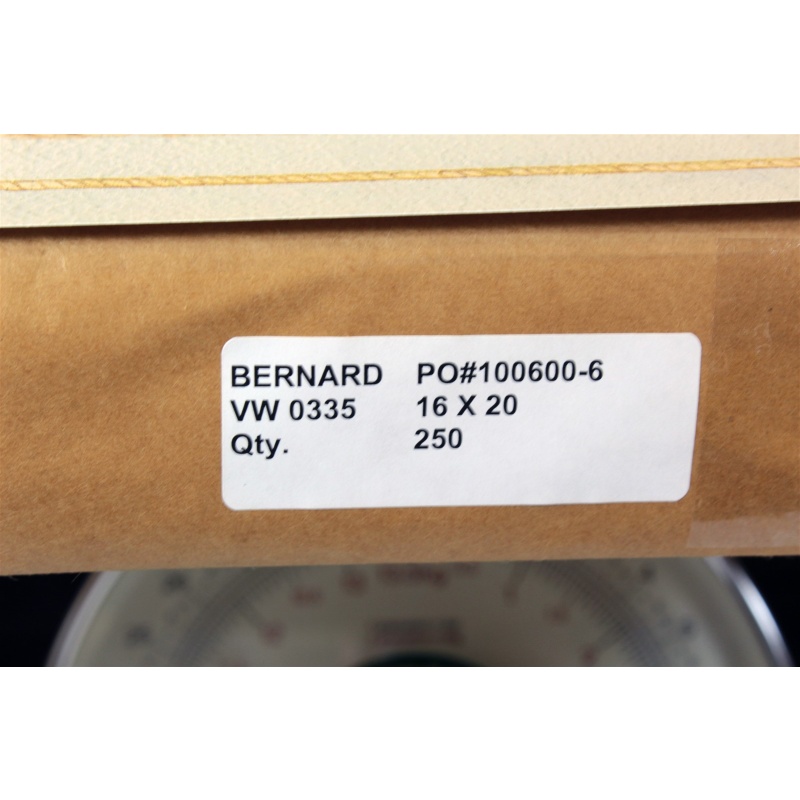 BERNARD PO#100600-6
VW 0335 16 X 20
Qty. 250